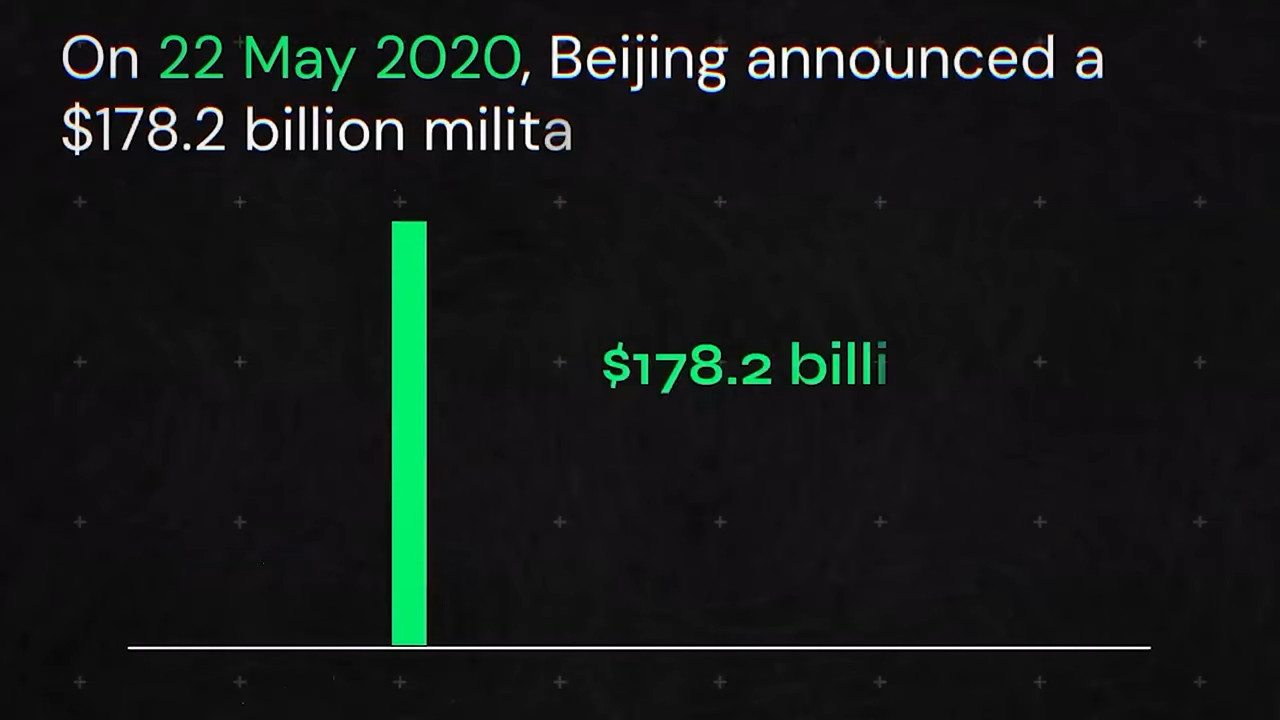 On 22 May 2020, Beijing announced a
$178.2 billion milita
$178.2 billi